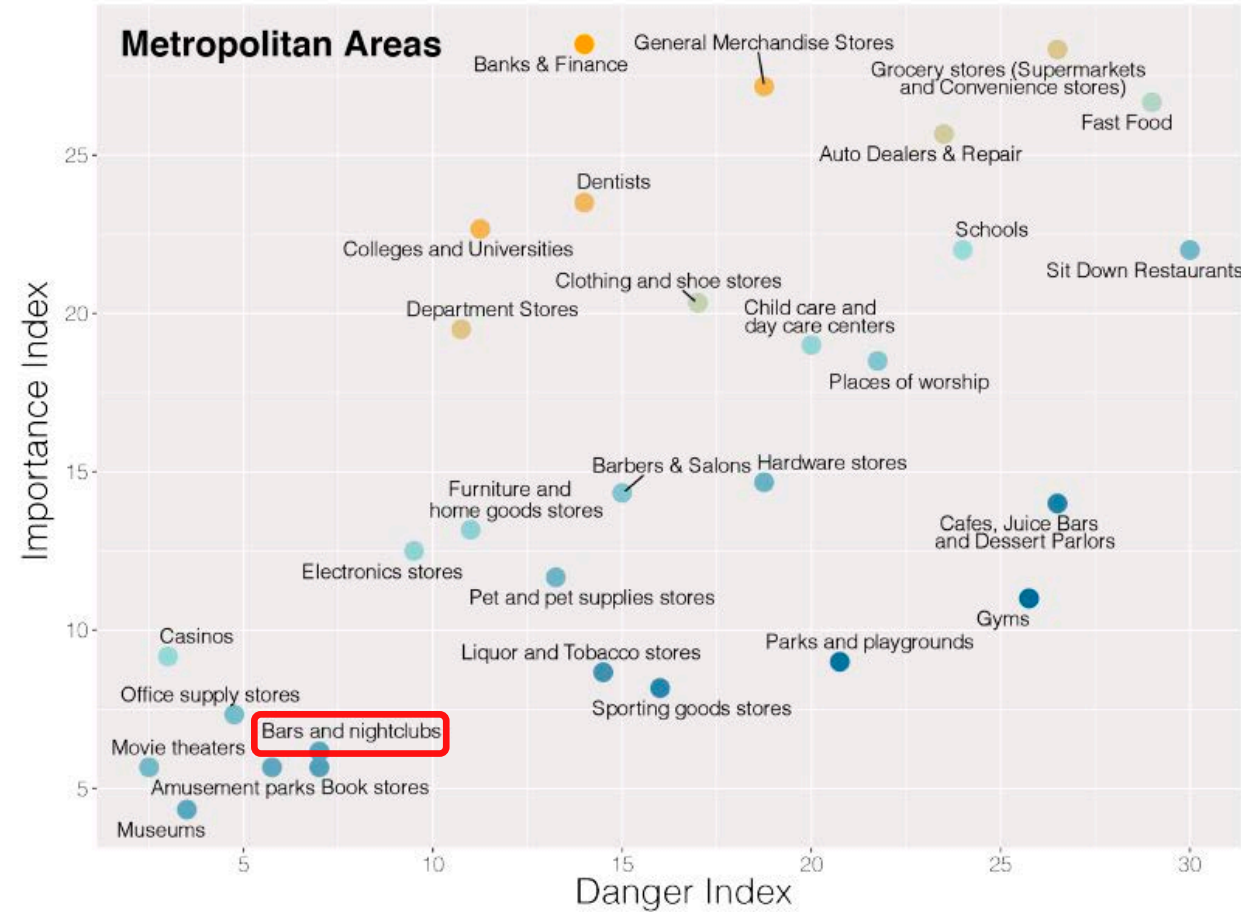 Metropolitan Areas
Banks & Finance
General Merchandise Stores
Grocery stores (Supermarkets
and Convenience stores)
Fast Food
Auto Dealers & Repair
Dentists
Colleges and Universities
Schools
Sit Down Restaurants
Clothing and shoe stores
Department Stores
Child care and
day care centers
Places of worship
Barbers & Salons
Hardware stores
Furniture and
home goods stores
Cafes, Juice Bars
and Dessert Parlors
Electronics stores
Pet and pet supplies stores
Gyms
Casinos
Parks and playgrounds
Liquor and Tobacco stores
Office supply stores
Sporting goods stores
Bars and nightclubs
Movie theaters
Amusement parks
Book stores
Museums
Importance Index
25
20
15
10
5
5
10
15
20
25
30
Danger Index